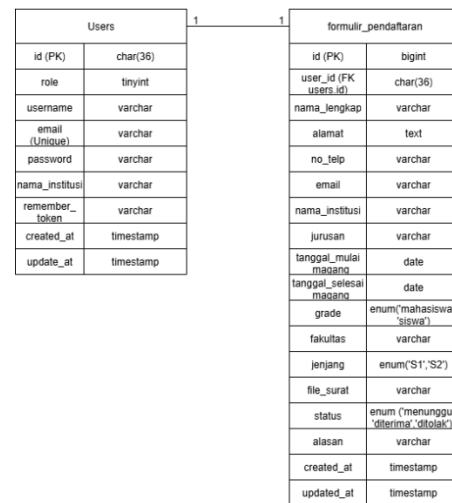 Users
id (PK) char(36)
role tinyint
username varchar
email
(Unique) varchar
password varchar
nama_institusi varchar
remember_
token varchar
created_at timestamp
update_at timestamp
1 1
formulir_pendaftaran
id (PK) bigint
user_id (FK
users.id) char(36)
nama_lengkap varchar
alamat text
no_telp varchar
email varchar
nama_institusi varchar
jurusan varchar
tanggal_mulai
magang date
tanggal_selesai
magang date
grade enum('mahasiswa
'siswa')
fakultas varchar
jenjang enum('S1','S2')
file_surat varchar
status enum ('menunggu
'diterima','ditolak')
alasan varchar
created_at timestamp
updated_at timestamp